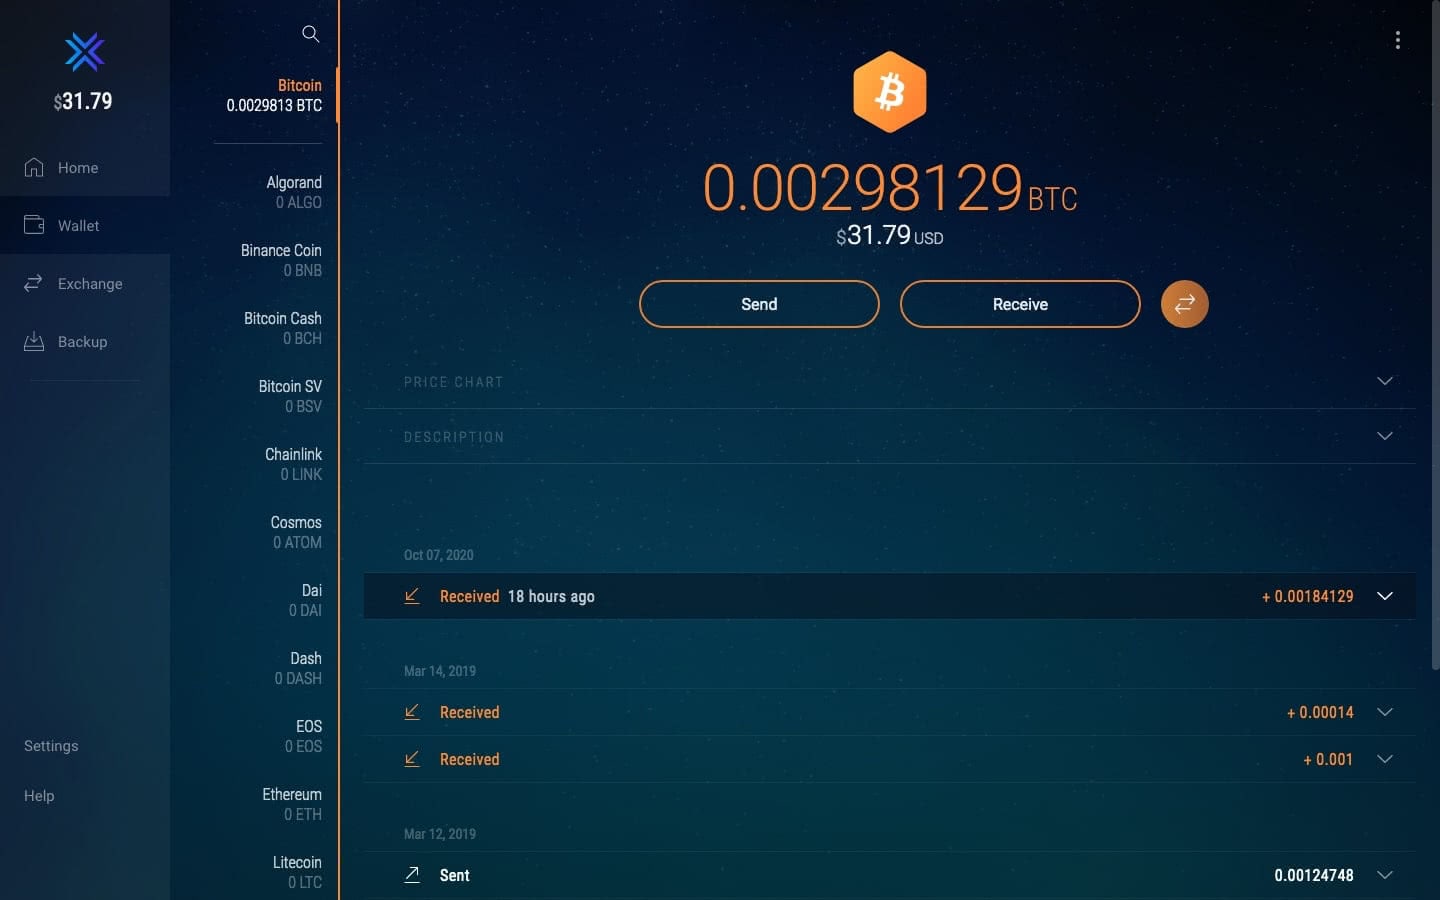 $31.79
Home
Wallet
Exchange
Backup
Settings
Help
Bitcoin
0.0029813 BTC
Algorand
0 ALGO
Binance Coin
0 BNB
Bitcoin Cash
0 BCH
Bitcoin SV
0 BSV
Chainlink
0 LINK
Cosmos
0 ATOM
Dai
0 DAI
Dash
0 DASH
EOS
0 EOS
Ethereum
0 ETH
Litecoin
0 LTC
0.00298129 BTC
$31.79 USD
Send
Receive
PRICE CHART
DESCRIPTION
Oct 07, 2020
Received 18 hours ago + 0.00184129
Mar 14, 2019
Received + 0.00014
Received + 0.001
Mar 12, 2019
Sent 0.00124748